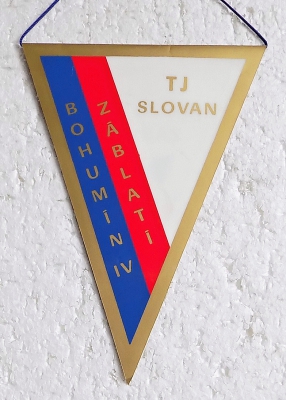 TJ
SLOVAN
BOHUMÍN IV
ZÁBLATÍ